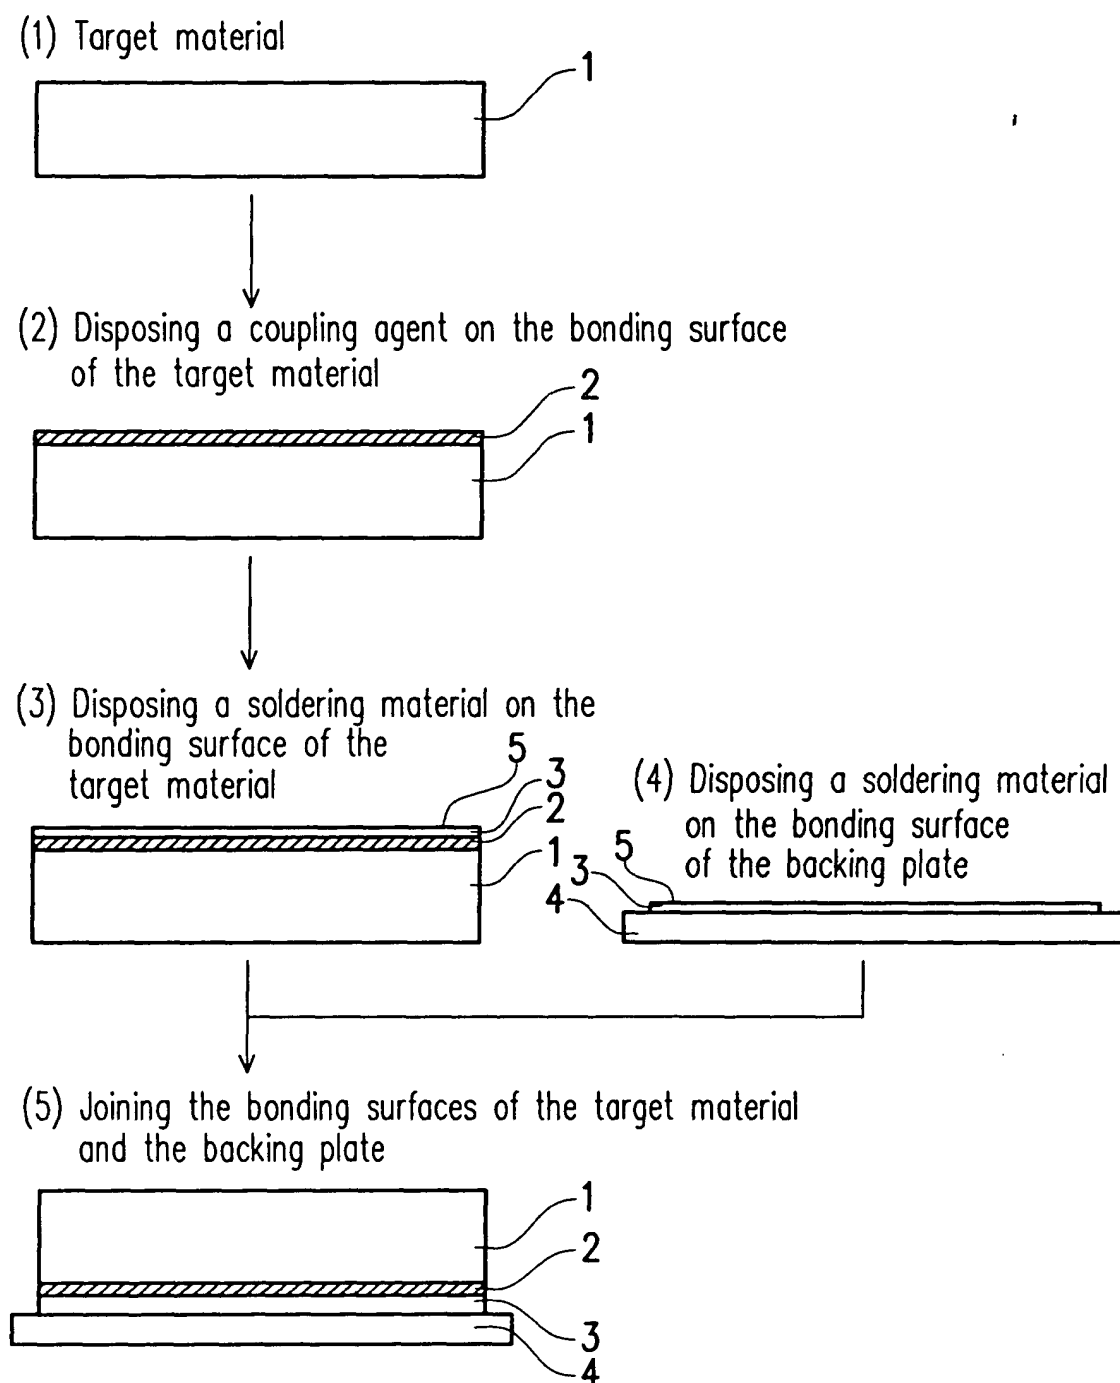 (1) Target material
1
(2) Disposing a coupling agent on the bonding surface
of the target material
2
1
(3) Disposing a soldering material on the
bonding surface of the
target material
5
3
2
1
(4) Disposing a soldering material
on the bonding surface
of the backing plate
5
3
4
(5) Joining the bonding surfaces of the target material
and the backing plate
1
2
3
4